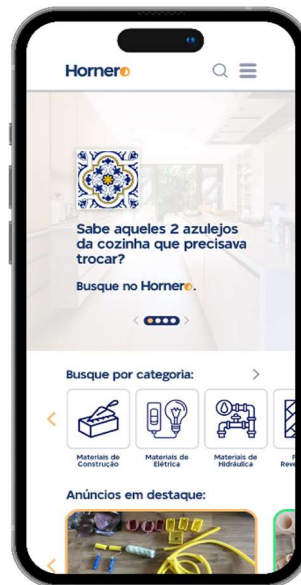 Hornero
Sabe aqueles 2 azulejos
da cozinha que precisava
trocar?
Busque no Hornero.
Busque por categoria:
Materiais de
Construção
Materiais de
Elétrica
Materiais de
Hidráulica
Anúncios em destaque: